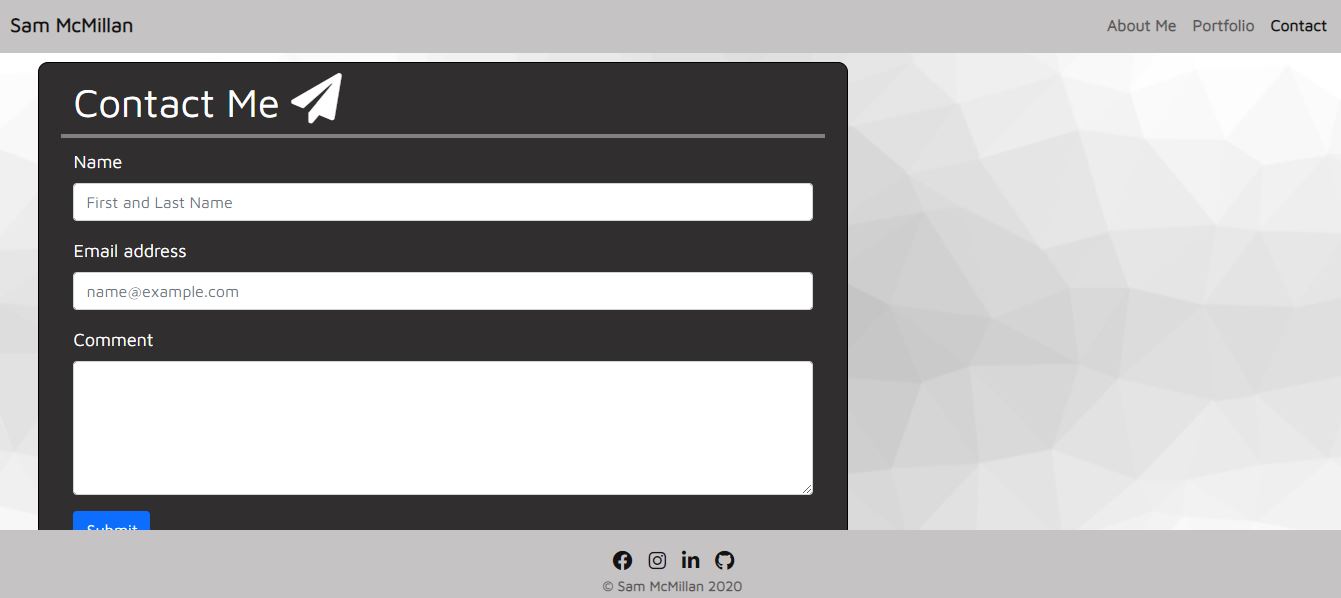 Sam McMillan
About Me Portfolio Contact
Contact Me
Name
First and Last Name
Email address
name@example.com
Comment
Submit
© Sam McMillan 2020